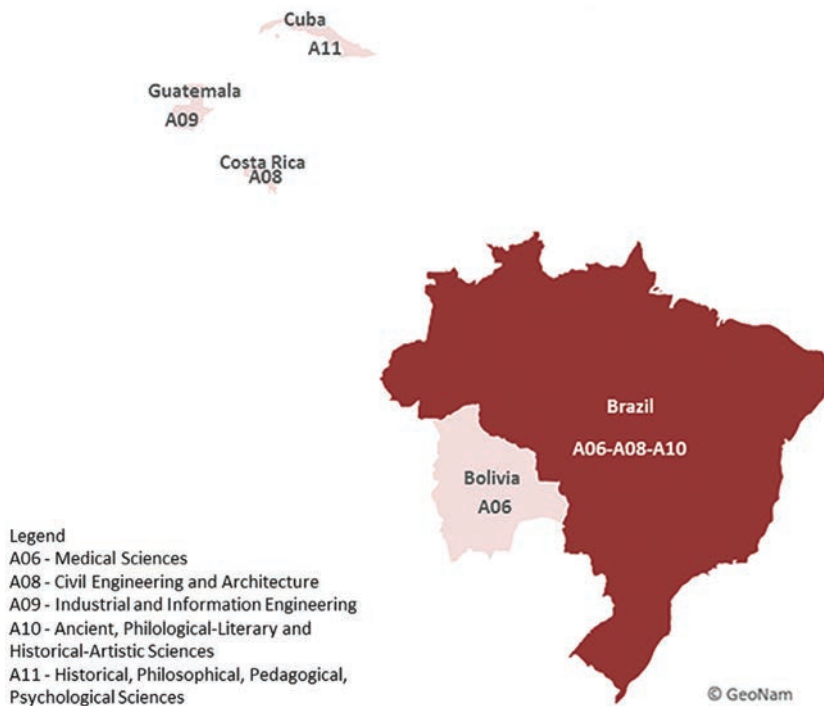 Cuba
A11
Guatemala
A09
Costa Rica
A08
Brazil
A06-A08-A10
Bolivia
A06
Legend
A06 - Medical Sciences
A08 - Civil Engineering and Architecture
A09 - Industrial and Information Engineering
A10 - Ancient, Philological-Literary and
Historical-Artistic Sciences
A11 - Historical, Philosophical, Pedagogical,
Psychological Sciences
© GeoNam